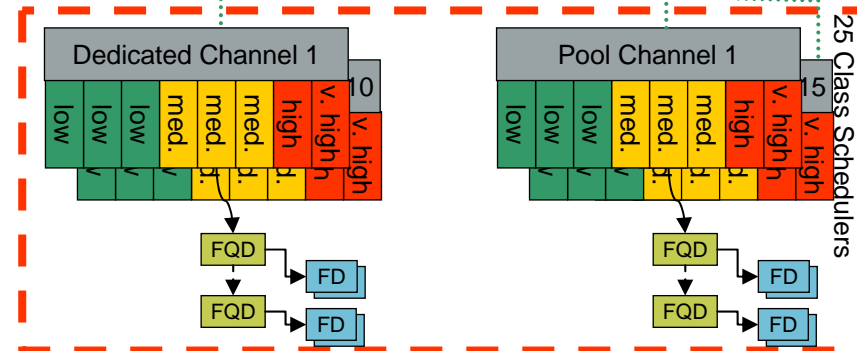 Dedicated Channel 1
10
low
low
low
med.
med.
med.
high
v. high
v. high
FQD
FD
FQD
FD
Pool Channel 1
15
low
low
low
med.
med.
med.
high
v. high
v. high
FQD
FD
FQD
FD
25 Class Schedulers